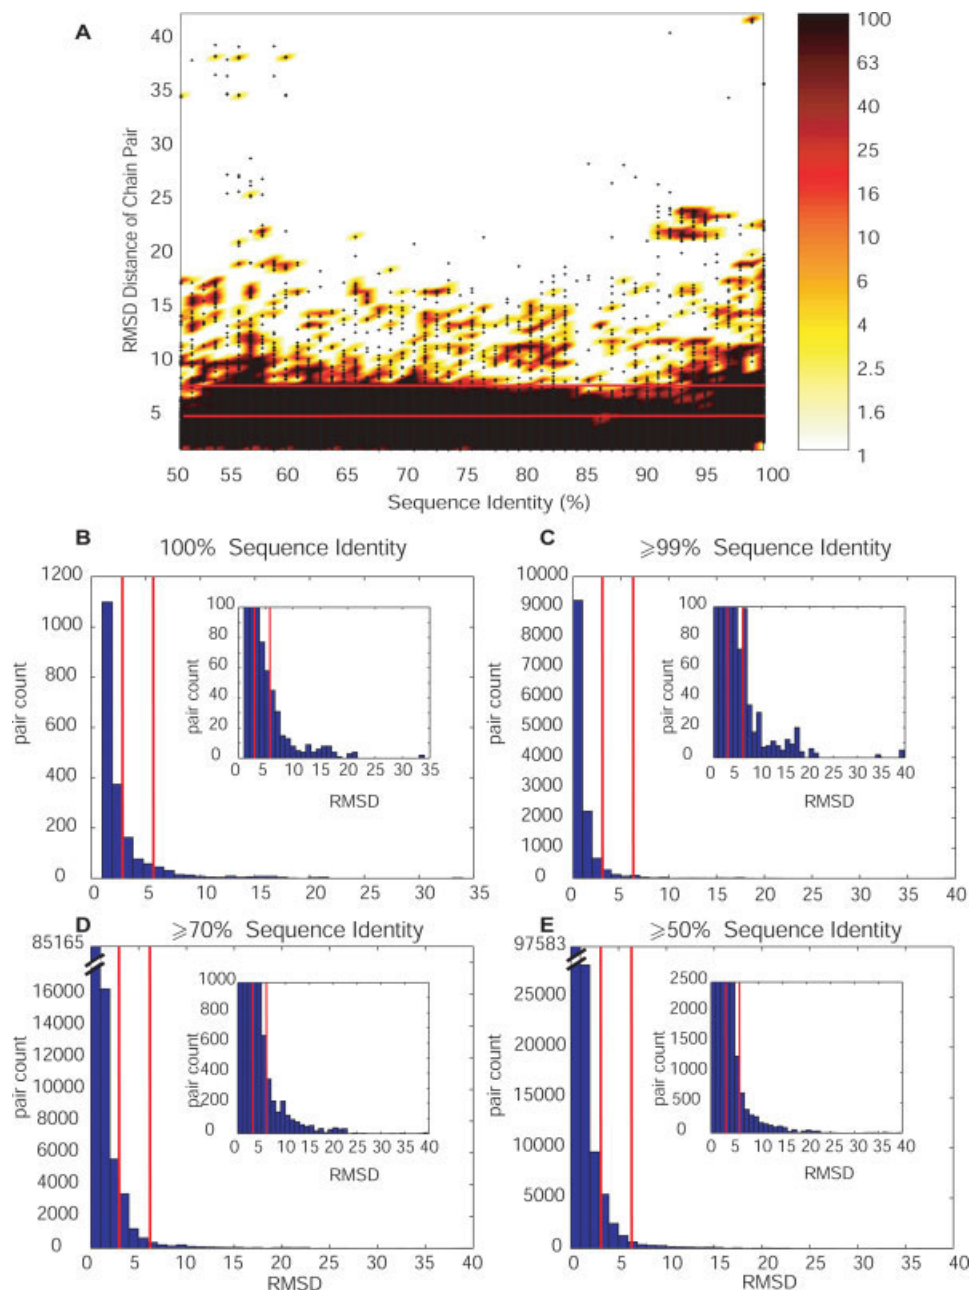 A
RMSD Distance of Chain Pair
40
35
30
25
20
15
10
5
50 55 60 65 70 75 80 85 90 95 100
Sequence Identity (%)
100
63
40
25
16
10
6
4
2.5
1.6
1
B
100% Sequence Identity
pair count
1200
1000
800
600
400
200
0
0 5 10 15 20 25 30 35
pair count
100
80
60
40
20
0
0 5 10 15 20 25 30 35
RMSD
C
≥99% Sequence Identity
pair count
10000
9000
8000
7000
6000
5000
4000
3000
2000
1000
0
0 5 10 15 20 25 30 35 40
pair count
100
80
60
40
20
0
0 5 10 15 20 25 30 35 40
RMSD
D
≥70% Sequence Identity
pair count
85165
16000
14000
12000
10000
8000
6000
4000
2000
0
0 5 10 15 20 25 30 35 40
RMSD
pair count
1000
800
600
400
200
0
0 5 10 15 20 25 30 35 40
RMSD
E
≥50% Sequence Identity
pair count
97583
25000
20000
15000
10000
5000
0
0 5 10 15 20 25 30 35 40
RMSD
pair count
2500
2000
1500
1000
500
0
0 5 10 15 20 25 30 35 40
RMSD